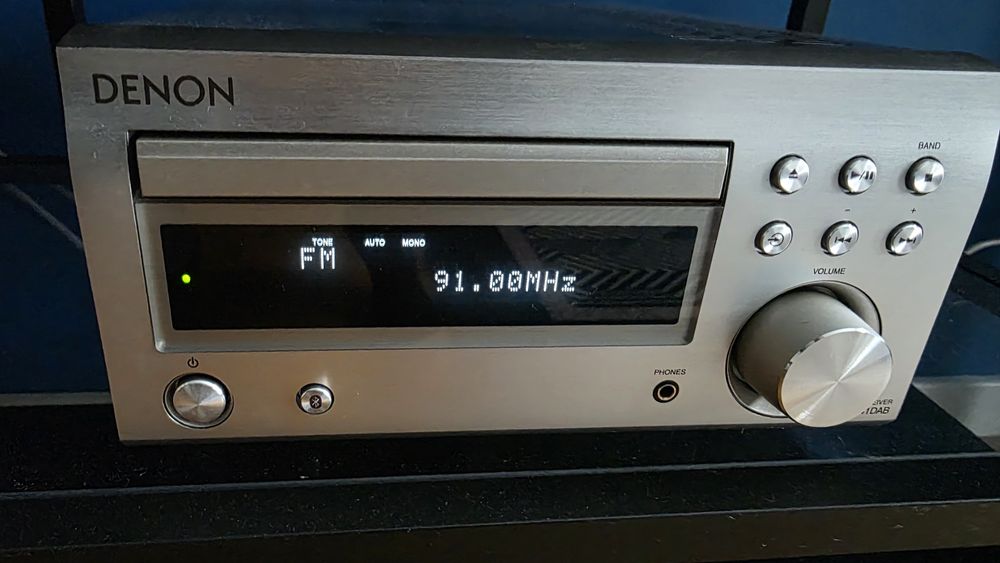 DENON
BAND
- +
VOLUME
TONE AUTO MONO
FM
91.00MHz
PHONES